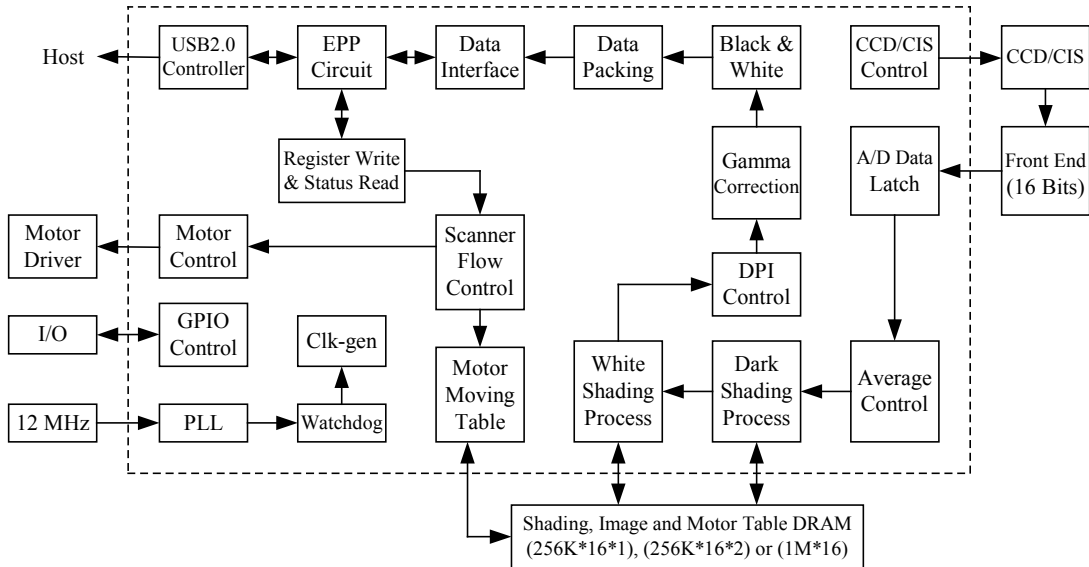 Host
USB2.0
Controller
EPP
Circuit
Data
Interface
Data
Packing
Black &
White
CCD/CIS
Control
CCD/CIS
Register Write
& Status Read
Gamma
Correction
A/D Data
Latch
Front End
(16 Bits)
Motor
Driver
Motor
Control
Scanner
Flow
Control
DPI
Control
I/O
GPIO
Control
Clk-gen
Motor
Moving
Table
White
Shading
Process
Dark
Shading
Process
Average
Control
12 MHz
PLL
Watchdog
Shading, Image and Motor Table DRAM
(256K*16*1), (256K*16*2) or (1M*16)